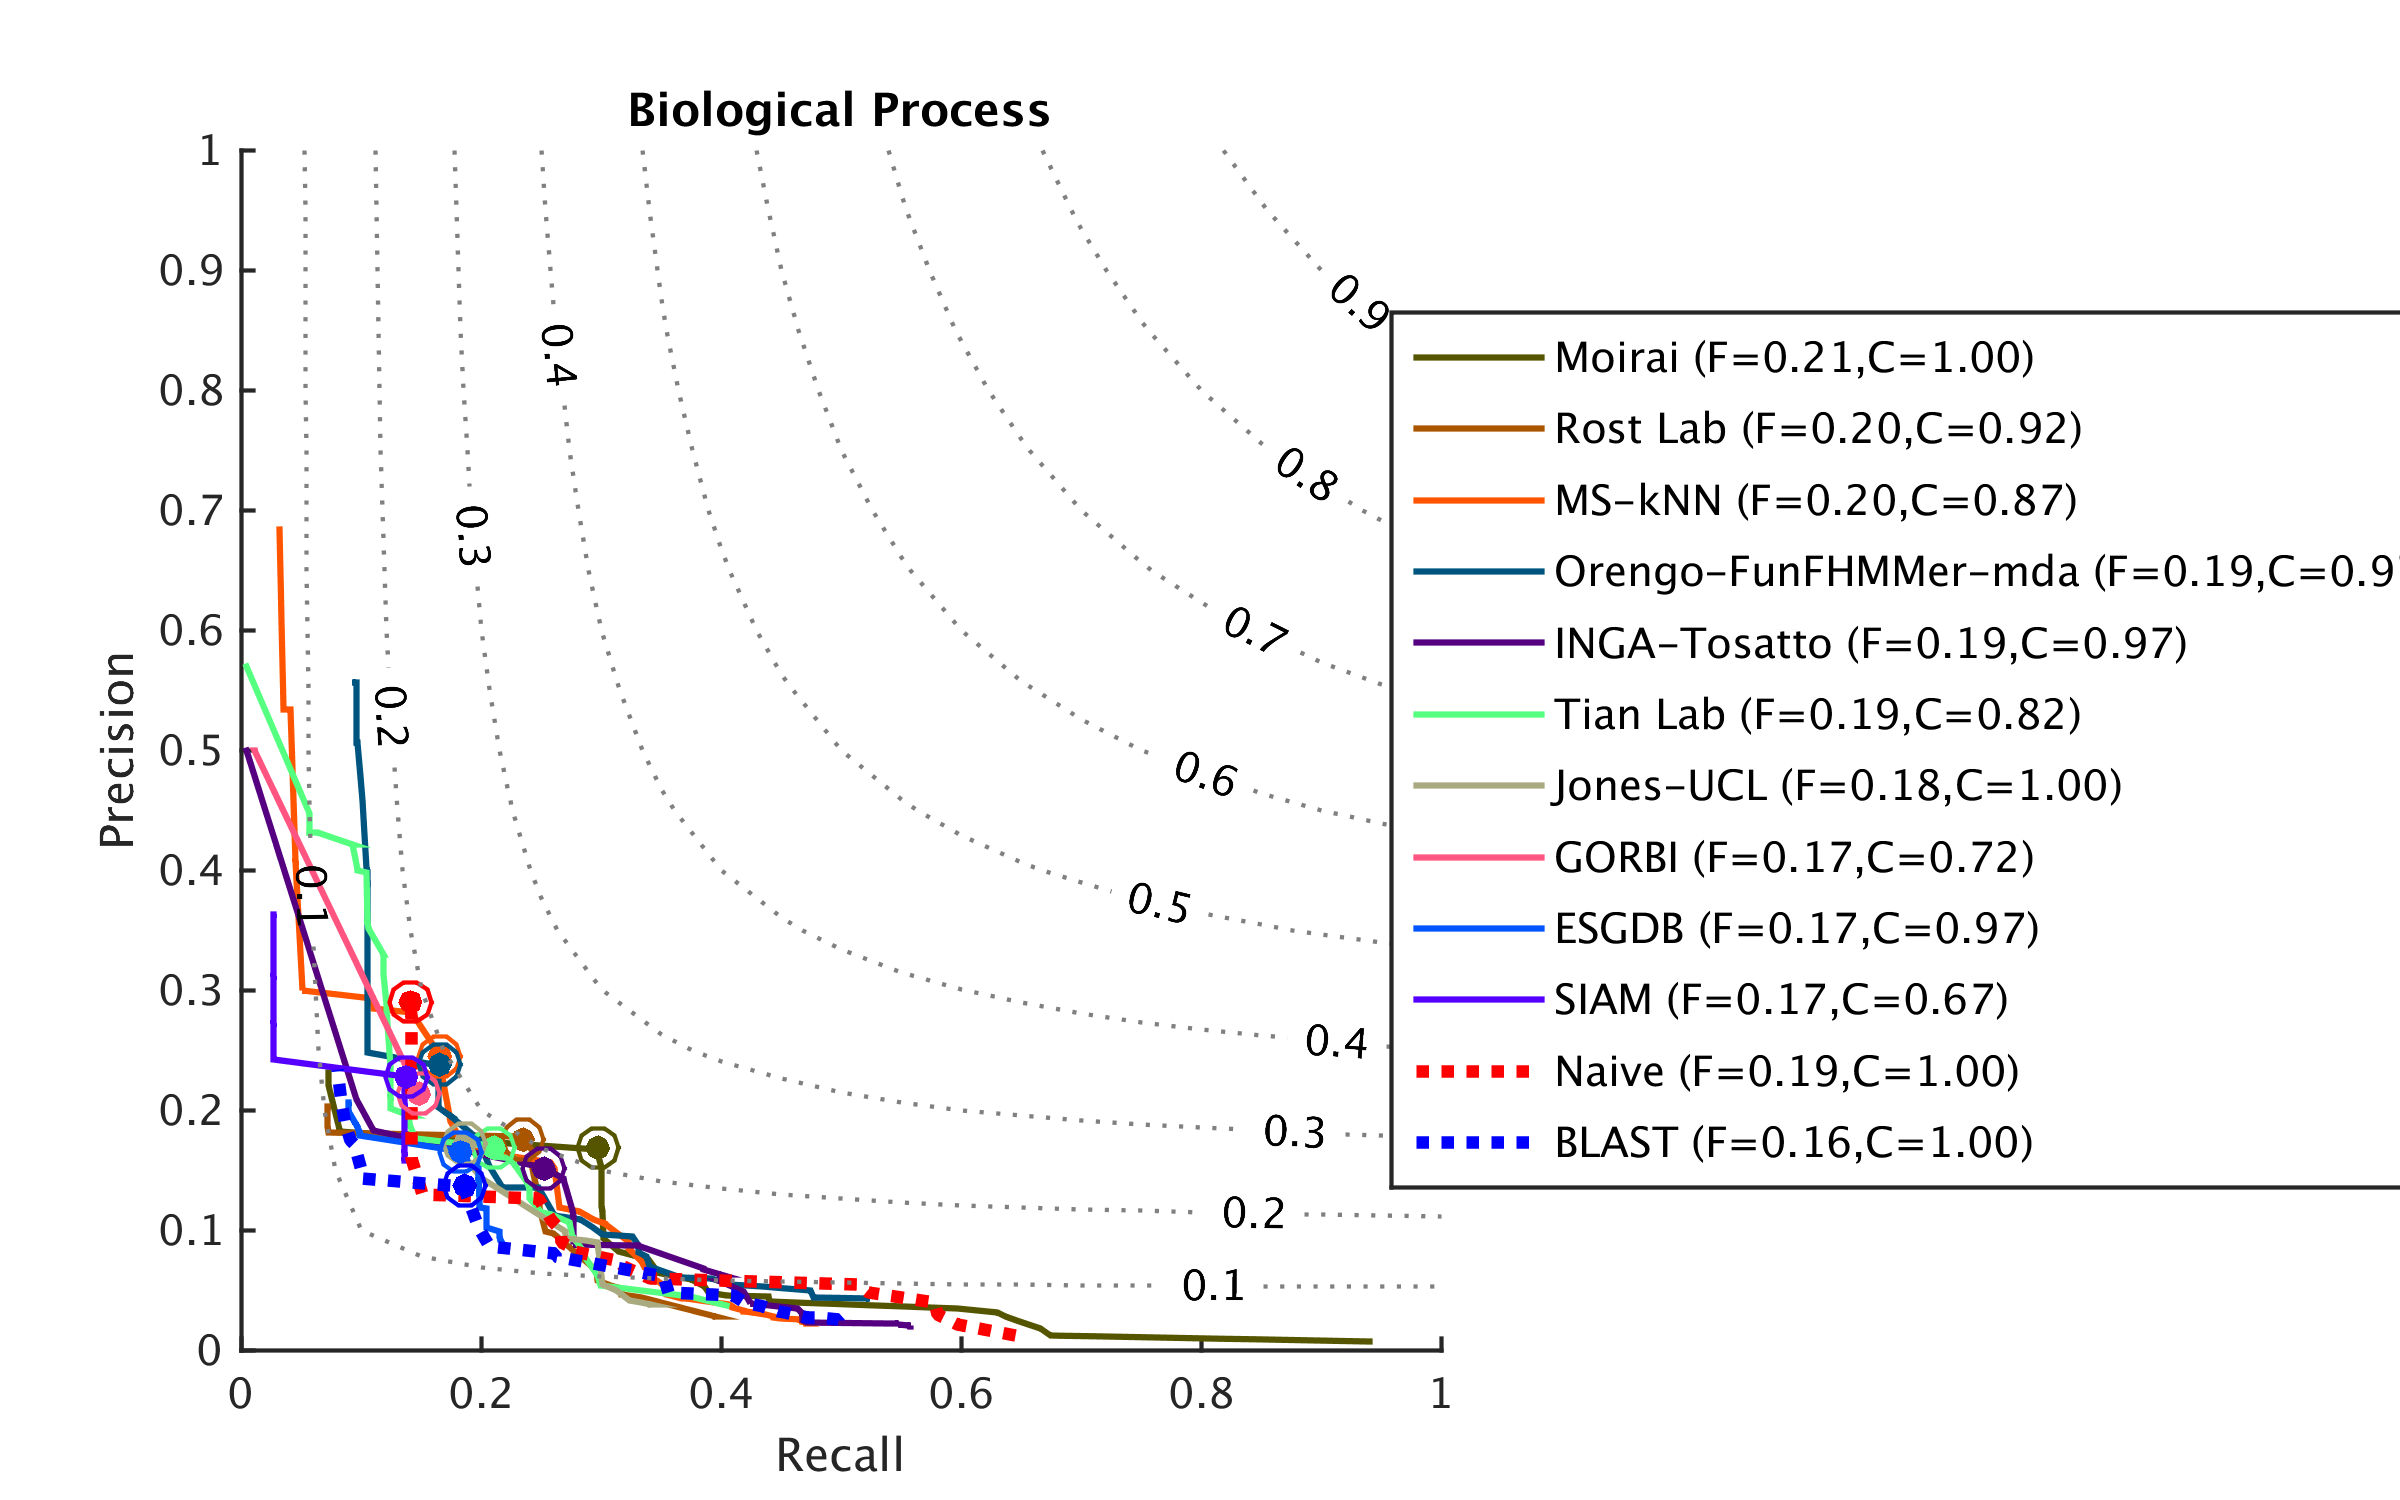 Biological Process
1
0.9
0.8
0.7
0.6
0.5
0.4
0.3
0.2
0.1
0
Precision
0
0.2
0.4
0.6
0.8
1
Recall
0.1
0.2
0.3
0.4
0.9
0.8
0.7
0.6
0.5
0.4
0.3
0.2
0.1
Moirai (F=0.21,C=1.00)
Rost Lab (F=0.20,C=0.92)
MS-kNN (F=0.20,C=0.87)
Orengo-FunFHMMer-mda (F=0.19,C=0.9
INGA-Tosatto (F=0.19,C=0.97)
Tian Lab (F=0.19,C=0.82)
Jones-UCL (F=0.18,C=1.00)
GORBI (F=0.17,C=0.72)
ESGDB (F=0.17,C=0.97)
SIAM (F=0.17,C=0.67)
Naive (F=0.19,C=1.00)
BLAST (F=0.16,C=1.00)